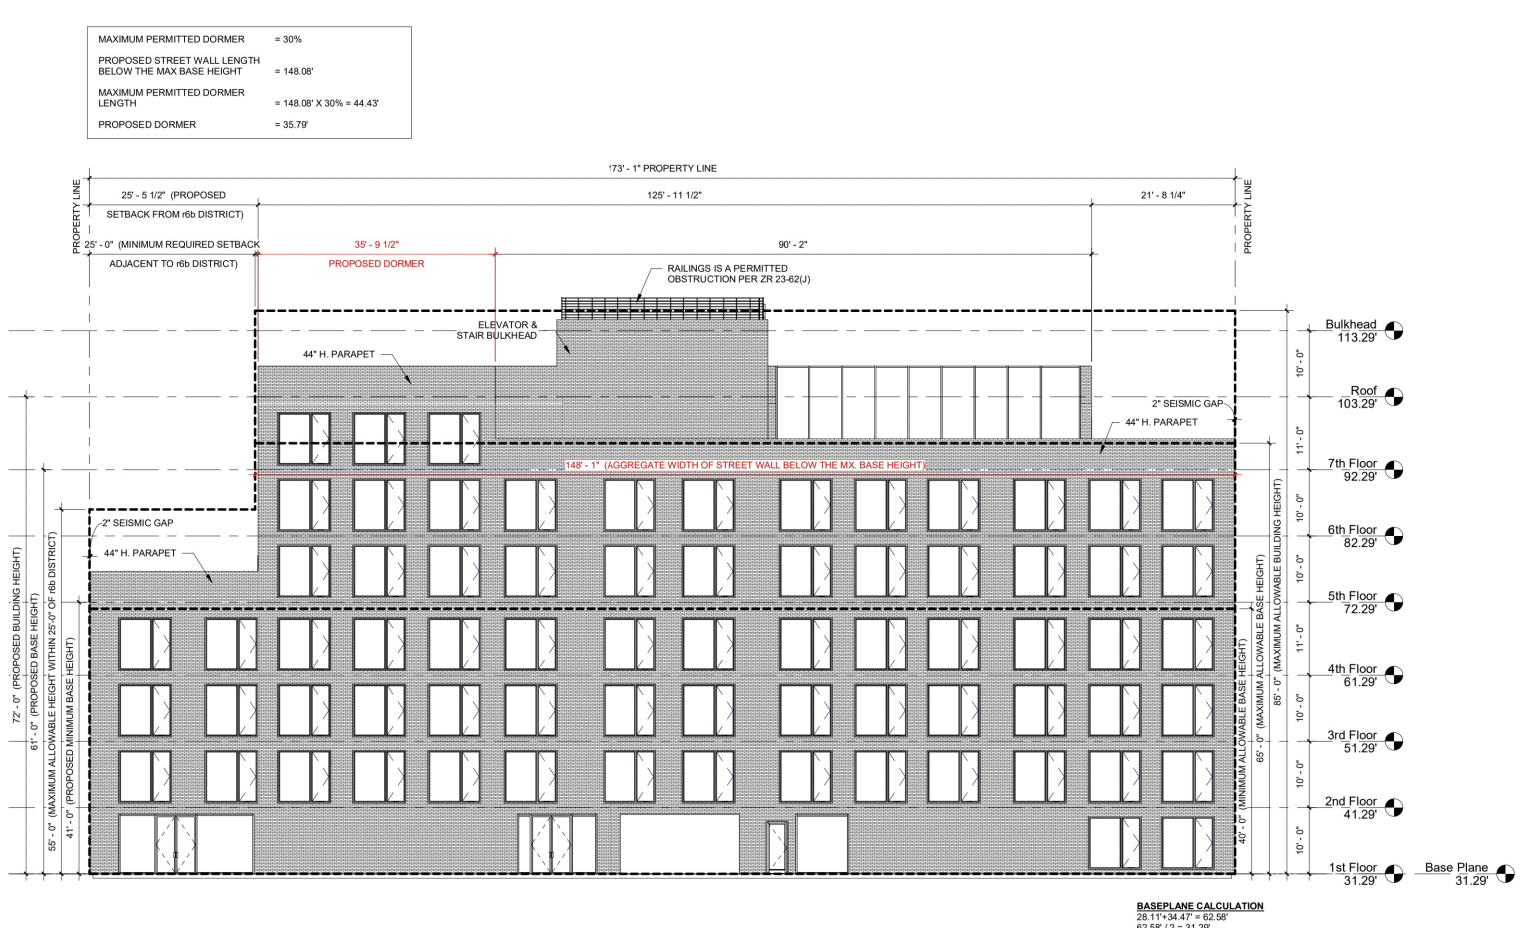 MAXIMUM PERMITTED DORMER = 30%
PROPOSED STREET WALL LENGTH
BELOW THE MAX BASE HEIGHT = 148.08'
MAXIMUM PERMITTED DORMER
LENGTH = 148.08' X 30% = 44.43'
PROPOSED DORMER = 35.79'
173' - 1" PROPERTY LINE
PROPERTY LINE
25' - 5 1/2" (PROPOSED
SETBACK FROM r6b DISTRICT)
125' - 11 1/2"
21' - 8 1/4"
PROPERTY LINE
25' - 0" (MINIMUM REQUIRED SETBACK
ADJACENT TO r6b DISTRICT)
35' - 9 1/2"
PROPOSED DORMER
90' - 2"
RAILINGS IS A PERMITTED
OBSTRUCTION PER ZR 23-62(J)
ELEVATOR &
STAIR BULKHEAD
44" H. PARAPET
2" SEISMIC GAP
44" H. PARAPET
148' - 1" (AGGREGATE WIDTH OF STREET WALL BELOW THE MX. BASE HEIGHT)
2" SEISMIC GAP
44" H. PARAPET
72' - 0" (PROPOSED BUILDING HEIGHT)
61' - 0" (PROPOSED BASE HEIGHT)
55' - 0" (MAXIMUM ALLOWABLE HEIGHT WITHIN 25'-0" OF r6b DISTRICT)
41' - 0" (PROPOSED MINIMUM BASE HEIGHT)
40' - 0" (MINIMUM ALLOWABLE BASE HEIGHT)
65' - 0" (MAXIMUM ALLOWABLE BASE HEIGHT)
85' - 0" (MAXIMUM ALLOWABLE BUILDING HEIGHT)
10' - 0"
11' - 0"
10' - 0"
10' - 0"
11' - 0"
10' - 0"
10' - 0"
10' - 0"
Bulkhead
113.29'
Roof
103.29'
7th Floor
92.29'
6th Floor
82.29'
5th Floor
72.29'
4th Floor
61.29'
3rd Floor
51.29'
2nd Floor
41.29'
1st Floor
31.29'
Base Plane
31.29'
BASEPLANE CALCULATION
28.11'+34.47' = 62.58'
62.58' / 2 = 31.29'